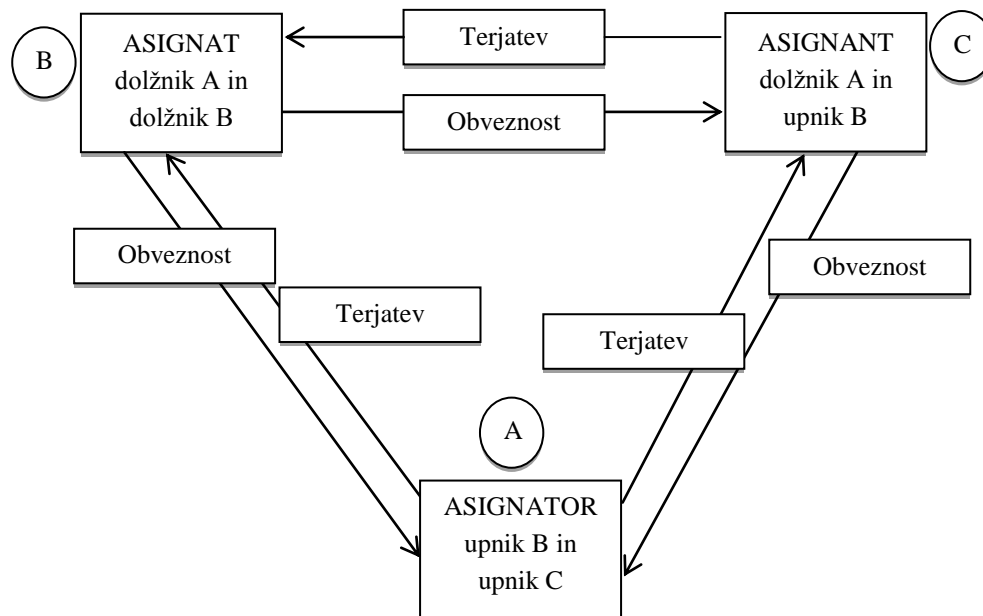 B
ASIGNAT
dolžnik A in
dolžnik B
Terjatev
Obveznost
ASIGNANT
dolžnik A in
upnik B
C
Obveznost
Terjatev
Terjatev
Obveznost
A
ASIGNATOR
upnik B in
upnik C